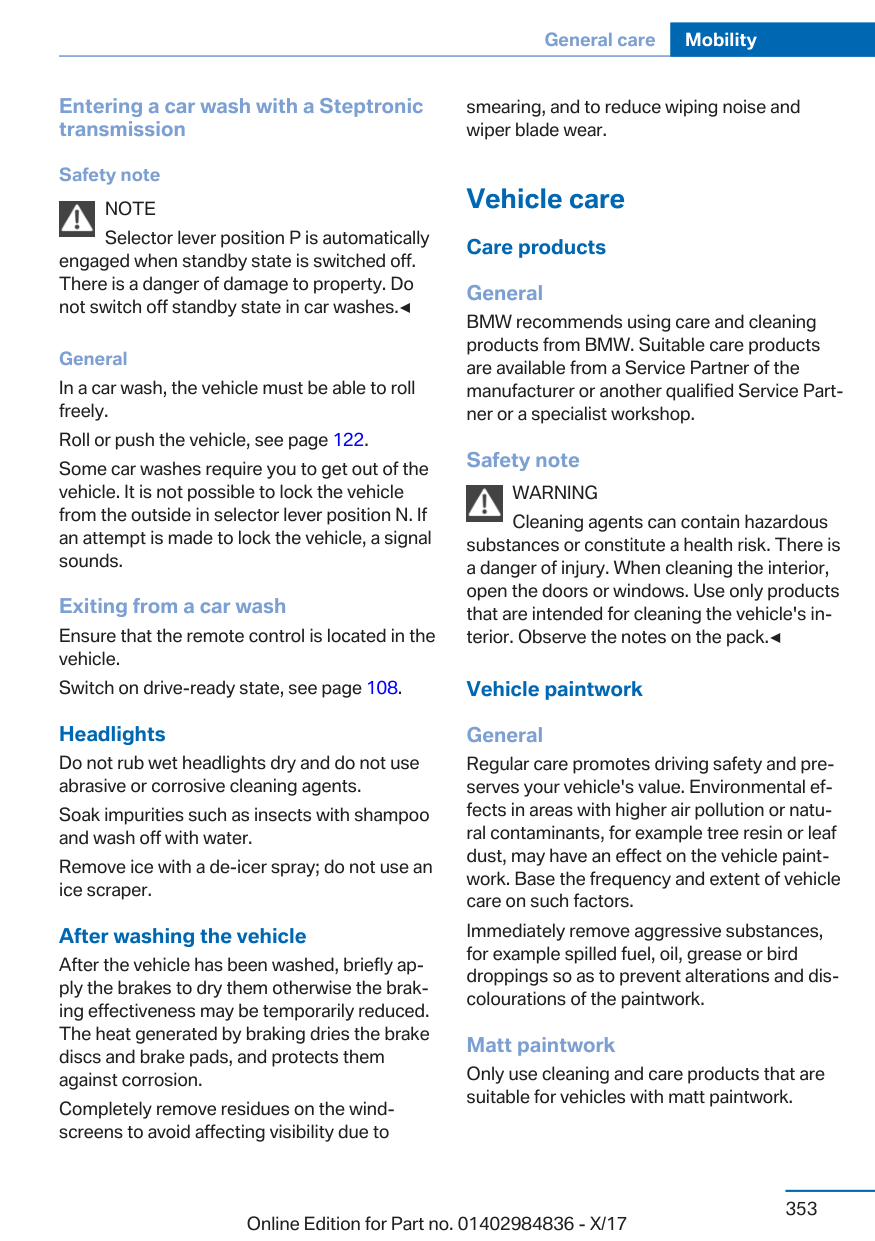 General care Mobility
Entering a car wash with a Steptronic
transmission
Safety note
NOTE
Selector lever position P is automatically
engaged when standby state is switched off.
There is a danger of damage to property. Do
not switch off standby state in car washes.◄
General
In a car wash, the vehicle must be able to roll
freely.
Roll or push the vehicle, see page 122.
Some car washes require you to get out of the
vehicle. It is not possible to lock the vehicle
from the outside in selector lever position N. If
an attempt is made to lock the vehicle, a signal
sounds.
Exiting from a car wash
Ensure that the remote control is located in the
vehicle.
Switch on drive-ready state, see page 108.
Headlights
Do not rub wet headlights dry and do not use
abrasive or corrosive cleaning agents.
Soak impurities such as insects with shampoo
and wash off with water.
Remove ice with a de-icer spray; do not use an
ice scraper.
After washing the vehicle
After the vehicle has been washed, briefly ap-
ply the brakes to dry them otherwise the brak-
ing effectiveness may be temporarily reduced.
The heat generated by braking dries the brake
discs and brake pads, and protects them
against corrosion.
Completely remove residues on the wind-
screens to avoid affecting visibility due to
smearing, and to reduce wiping noise and
wiper blade wear.
Vehicle care
Care products
General
BMW recommends using care and cleaning
products from BMW. Suitable care products
are available from a Service Partner of the
manufacturer or another qualified Service Part-
ner or a specialist workshop.
Safety note
WARNING
Cleaning agents can contain hazardous
substances or constitute a health risk. There is
a danger of injury. When cleaning the interior,
open the doors or windows. Use only products
that are intended for cleaning the vehicle's in-
terior. Observe the notes on the pack.◄
Vehicle paintwork
General
Regular care promotes driving safety and pre-
serves your vehicle's value. Environmental ef-
fects in areas with higher air pollution or natu-
ral contaminants, for example tree resin or leaf
dust, may have an effect on the vehicle paint-
work. Base the frequency and extent of vehicle
care on such factors.
Immediately remove aggressive substances,
for example spilled fuel, oil, grease or bird
droppings so as to prevent alterations and dis-
colourations of the paintwork.
Matt paintwork
Only use cleaning and care products that are
suitable for vehicles with matt paintwork.
353
Online Edition for Part no. 01402984836 - X/17